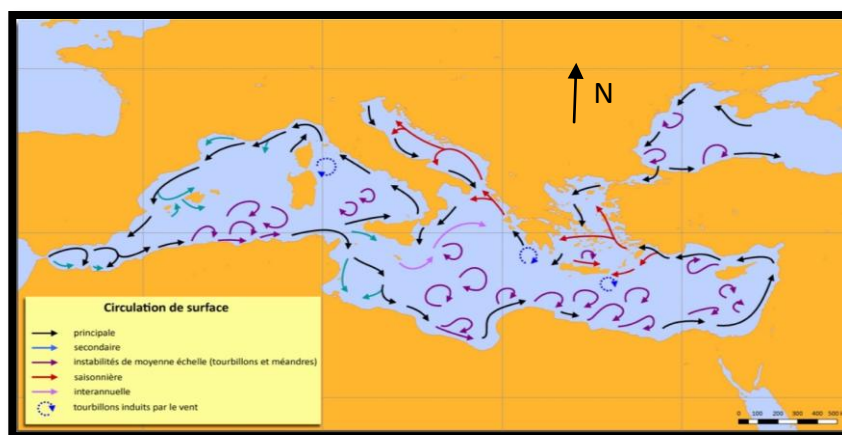 N
Circulation de surface
principale
secondaire
instabilités de moyenne échelle (tourbillons et méandres)
saisonnière
interannuelle
tourbillons induits par le vent
0 100 200 300 400 500